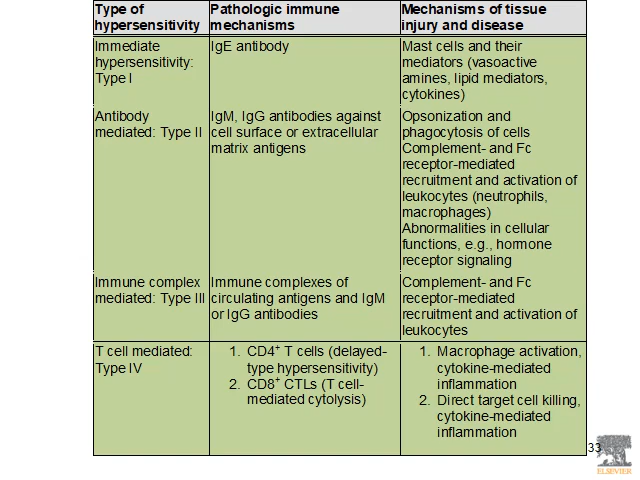 Type of
hypersensitivity
Pathologic immune
mechanisms
Mechanisms of tissue
injury and disease
Immediate
hypersensitivity:
Type I
IgE antibody
Mast cells and their
mediators (vasoactive
amines, lipid mediators,
cytokines)
Antibody
mediated: Type II
IgM, IgG antibodies against
cell surface or extracellular
matrix antigens
Opsonization and
phagocytosis of cells
Complement- and Fc
receptor-mediated
recruitment and activation of
leukocytes (neutrophils,
macrophages)
Abnormalities in cellular
functions, e.g., hormone
receptor signaling
Immune complex
mediated: Type III
Immune complexes of
circulating antigens and IgM
or IgG antibodies
Complement- and Fc
receptor-mediated
recruitment and activation of
leukocytes
T cell mediated:
Type IV
1. CD4+ T cells (delayed-
type hypersensitivity)
2. CD8+ CTLs (T cell-
mediated cytolysis)
1. Macrophage activation,
cytokine-mediated
inflammation
2. Direct target cell killing,
cytokine-mediated
inflammation
33
ELSEVIER